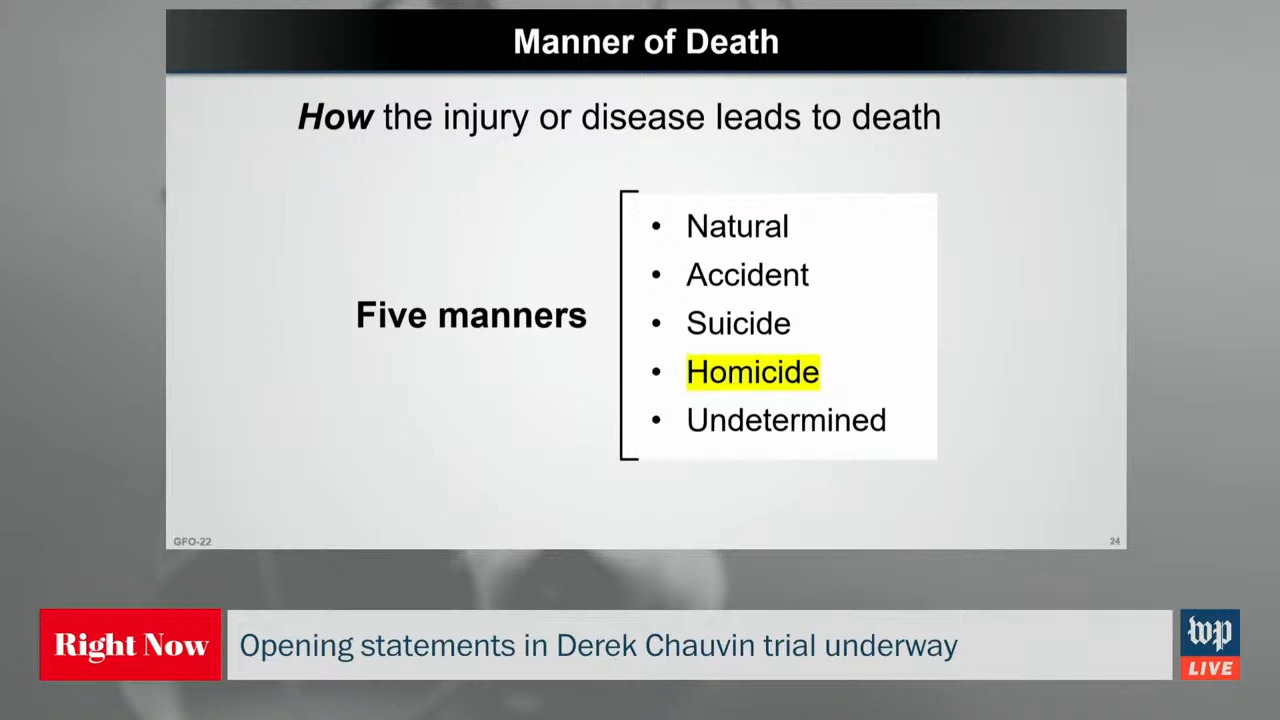 Manner of Death
How the injury or disease leads to death
Five manners
• Natural
• Accident
• Suicide
• Homicide
• Undetermined
GFO-22
24
Right Now
Opening statements in Derek Chauvin trial underway
wp
LIVE